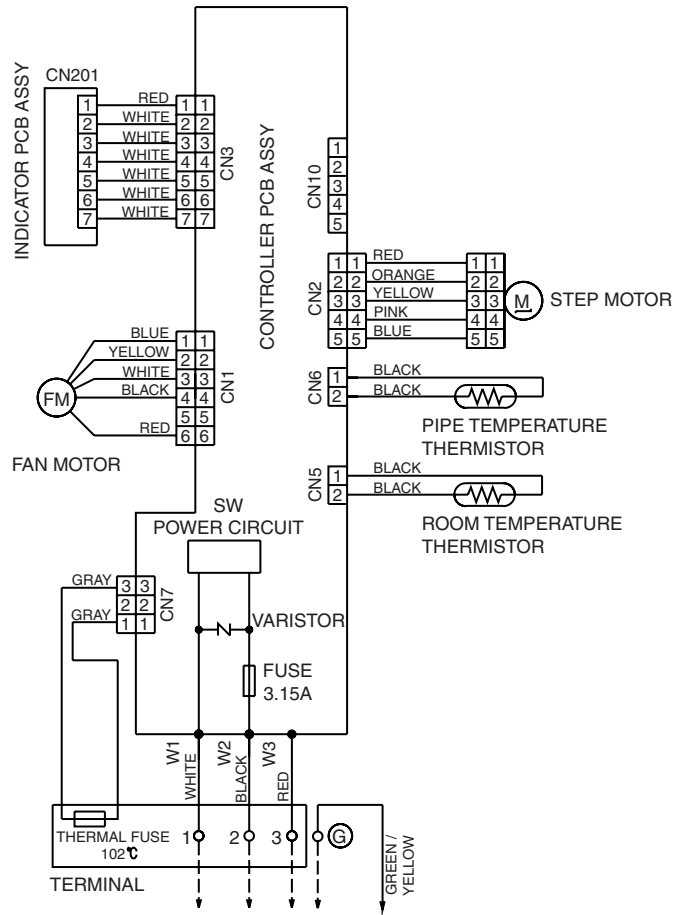 INDICATOR PCB ASSY
CN201
1 RED 1 1
2 WHITE 2 2
3 WHITE 3 3
4 WHITE 4 4
5 WHITE 5 5
6 WHITE 6 6
7 WHITE 7 7
CN3
CONTROLLER PCB ASSY
CN10
1
2
3
4
5
CN2
1 1 RED 1 1
2 2 ORANGE 2 2
3 3 YELLOW 3 3
4 4 PINK 4 4
5 5 BLUE 5 5
M
STEP MOTOR
BLUE 1 1
YELLOW 2 2
WHITE 3 3
BLACK 4 4
5 5
RED 6 6
CN1
FM
FAN MOTOR
CN6
1 BLACK
2 BLACK
PIPE TEMPERATURE
THERMISTOR
CN5
1 BLACK
2 BLACK
ROOM TEMPERATURE
THERMISTOR
SW
POWER CIRCUIT
GRAY 3 3
2 2
GRAY 1 1
CN7
VARISTOR
FUSE
3.15A
W1
WHITE
W2
BLACK
W3
RED
THERMAL FUSE
102℃
1
2
3
G
GREEN /
YELLOW
TERMINAL